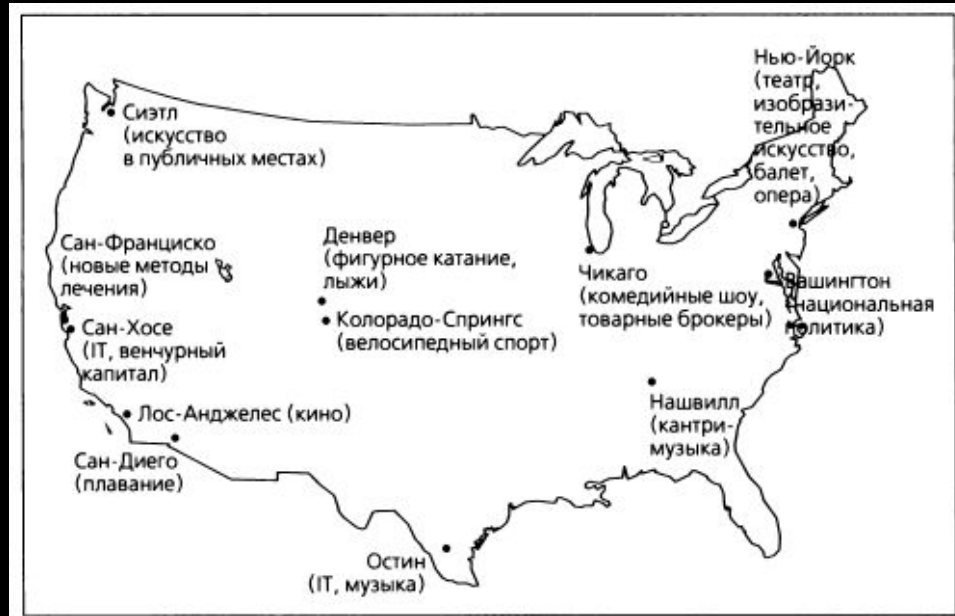 Нью-Йорк
(театр,
изобрази-
тельное
искусство,
балет,
опера)
Сиэтл
(искусство
в публичных местах)
Сан-Франциско
(новые методы
лечения)
Денвер
(фигурное катание,
лыжи)
Чикаго
(комедийные шоу,
товарные брокеры)
Вашингтон
(национальная
политика)
Сан-Хосе
(IT, венчурный
капитал)
Колорадо-Спрингс
(велосипедный спорт)
Лос-Анджелес (кино)
Нашвилл
(кантри-
музыка)
Сан-Диего
(плавание)
Остин
(IT, музыка)